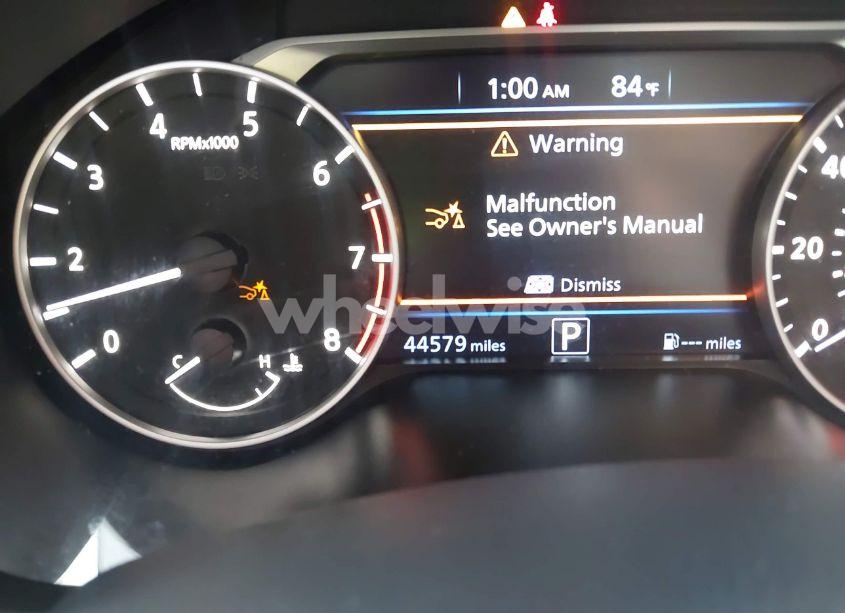 1:00 AM 84°F
Warning
Malfunction
See Owner's Manual
Dismiss
44579 miles P --- miles
RPMx1000
0
2
3
4
5
6
7
8
C H
40
20
0
wheelwise